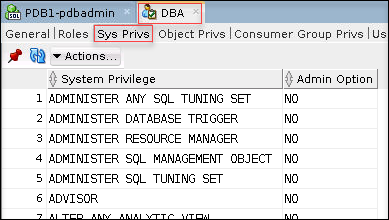 PDB1-pdbadmin × DBA ×
General | Roles | Sys Privs | Object Privs | Consumer Group Privs | Us
Actions...
System Privilege Admin Option
1 ADMINISTER ANY SQL TUNING SET NO
2 ADMINISTER DATABASE TRIGGER NO
3 ADMINISTER RESOURCE MANAGER NO
4 ADMINISTER SQL MANAGEMENT OBJECT NO
5 ADMINISTER SQL TUNING SET NO
6 ADVISOR NO
ALTER ANY ANALYTIC VIEW NO